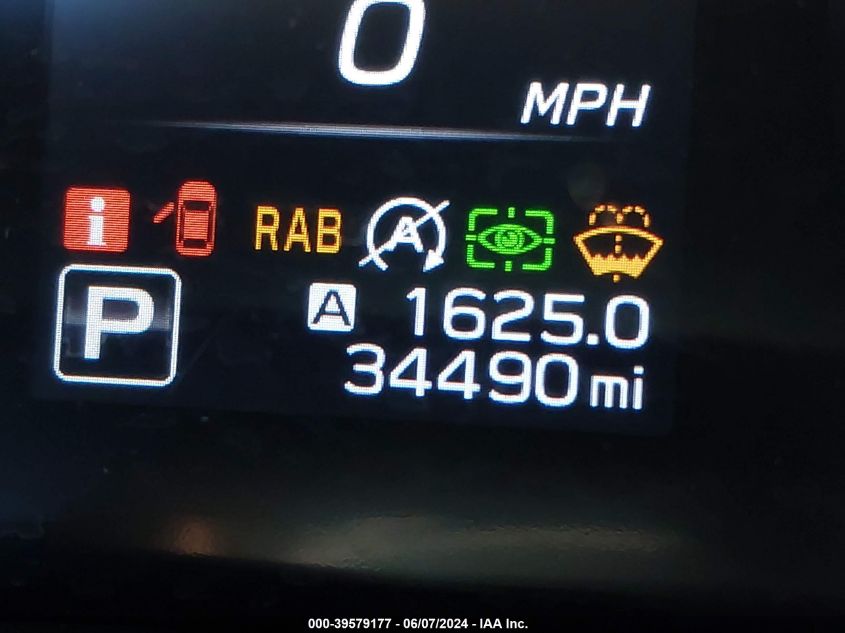 0
MPH
i RAB A
P A 1625.0
34490 mi
000-39579177 - 06/07/2024 - IAA Inc.